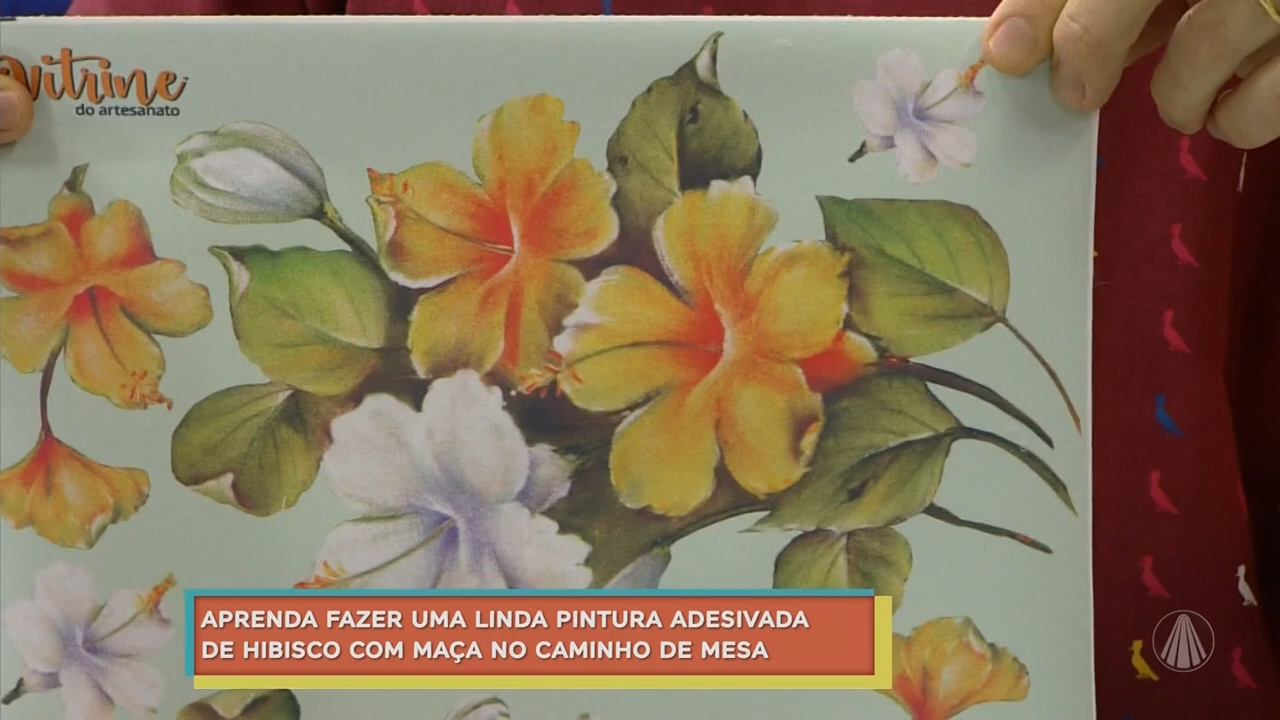 vitrine
do artesanato
APRENDA FAZER UMA LINDA PINTURA ADESIVADA
DE HIBISCO COM MAÇA NO CAMINHO DE MESA